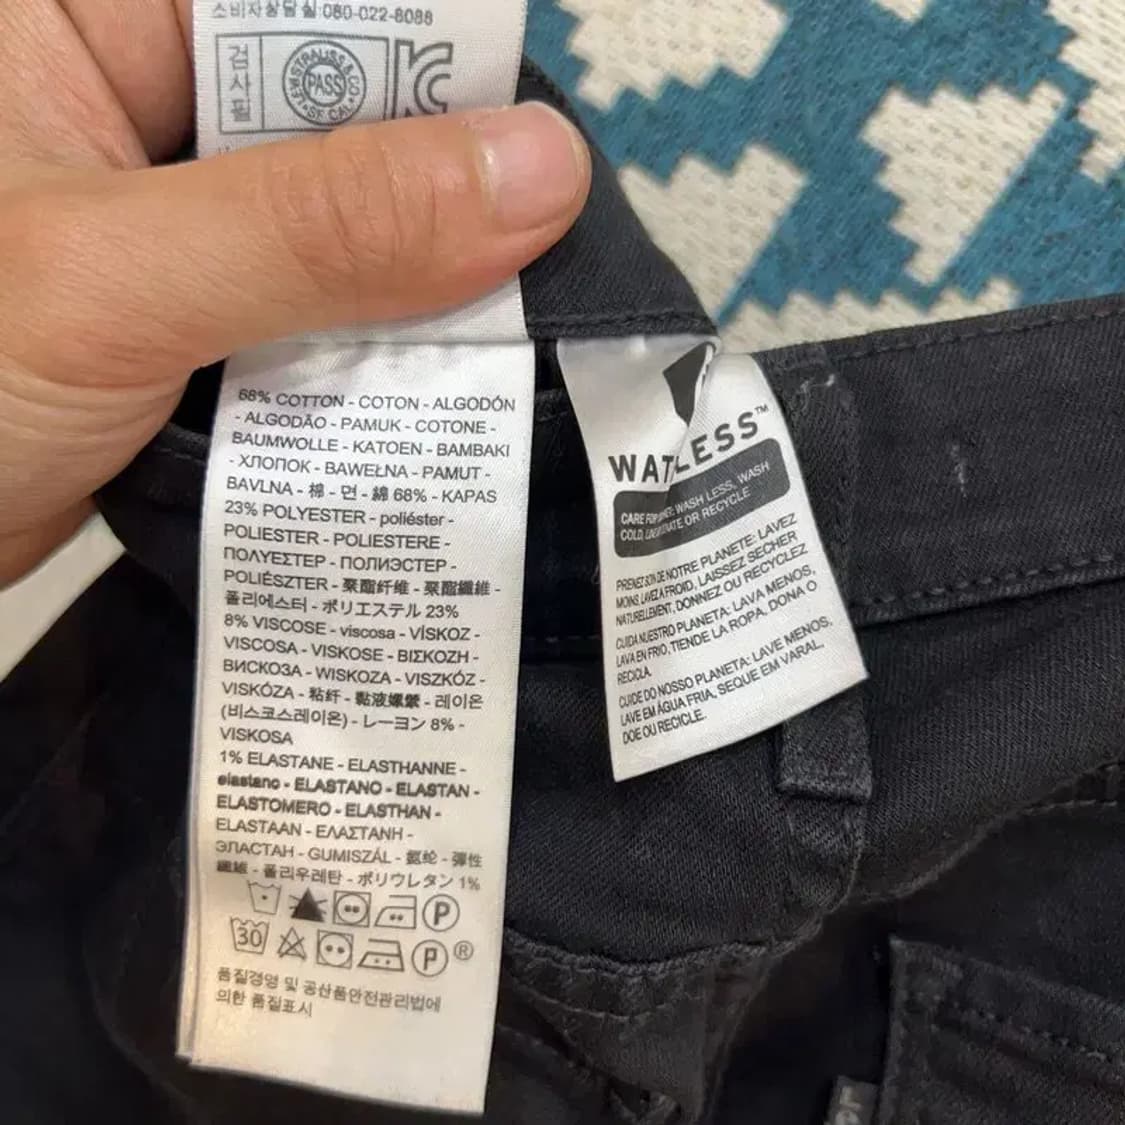 소비자상담실:080-022-8088
검
사
필
LEVI STRAUSS & CO
PASS
SF CAL
68% COTTON - COTON - ALGODÓN
- ALGODÃO - PAMUK - COTONE -
BAUMWOLLE - KATOEN - BAMBAKI
- ХЛОПОК - BAWEŁNA - PAMUT -
BAVLNA - 棉 - 면 - 綿 68% - KAPAS
23% POLYESTER - poliéster -
POLIESTER - POLIESTERE -
ΠΟΛΥΕΣΤΕΡ - ПОЛИЭСТЕР -
POLIÉSZTER - 聚酯纤维 - 聚酯纖維 -
폴리에스터 - ポリエステル 23%
8% VISCOSE - viscosa - VÍSKOZ -
VISCOSA - VISKOSE - ΒΙΣΚΟΖΗ -
ВИСКОЗА - WISKOZA - VISZKÓZ -
VISKÓZA - 粘纤 - 黏液嫘縈 - 레이온
(비스코스레이온) - レーヨン 8% -
VISKOSA
1% ELASTANE - ELASTHANNE -
elastano - ELASTANO - ELASTAN -
ELASTOMERO - ELASTHAN -
ELASTAAN - ΕΛΑΣΤΑΝΗ -
ЭЛАСТАН - GUMISZÁL - 氨纶 - 彈性
纖維 - 폴리우레탄 - ポリウレタン 1%
P
30 P ®
품질경영 및 공산품안전관리법에
의한 품질표시
WATLESS™
CARE FOR : WASH LESS, WASH
COLD, OR RECYCLE
PRENEZ SOIN DE NOTRE PLANETE: LAVEZ
MOINS, LAVEZ A FROID, LAISSEZ SECHER
NATURELLEMENT, DONNEZ OU RECYCLEZ
CUIDA NUESTRO PLANETA: LAVA MENOS,
LAVA EN FRIO, TIENDE LA ROPA, DONA O
RECICLA.
CUIDE DO NOSSO PLANETA: LAVE MENOS,
LAVE EM ÁGUA FRIA, SEQUE EM VARAL,
DOE OU RECICLE.